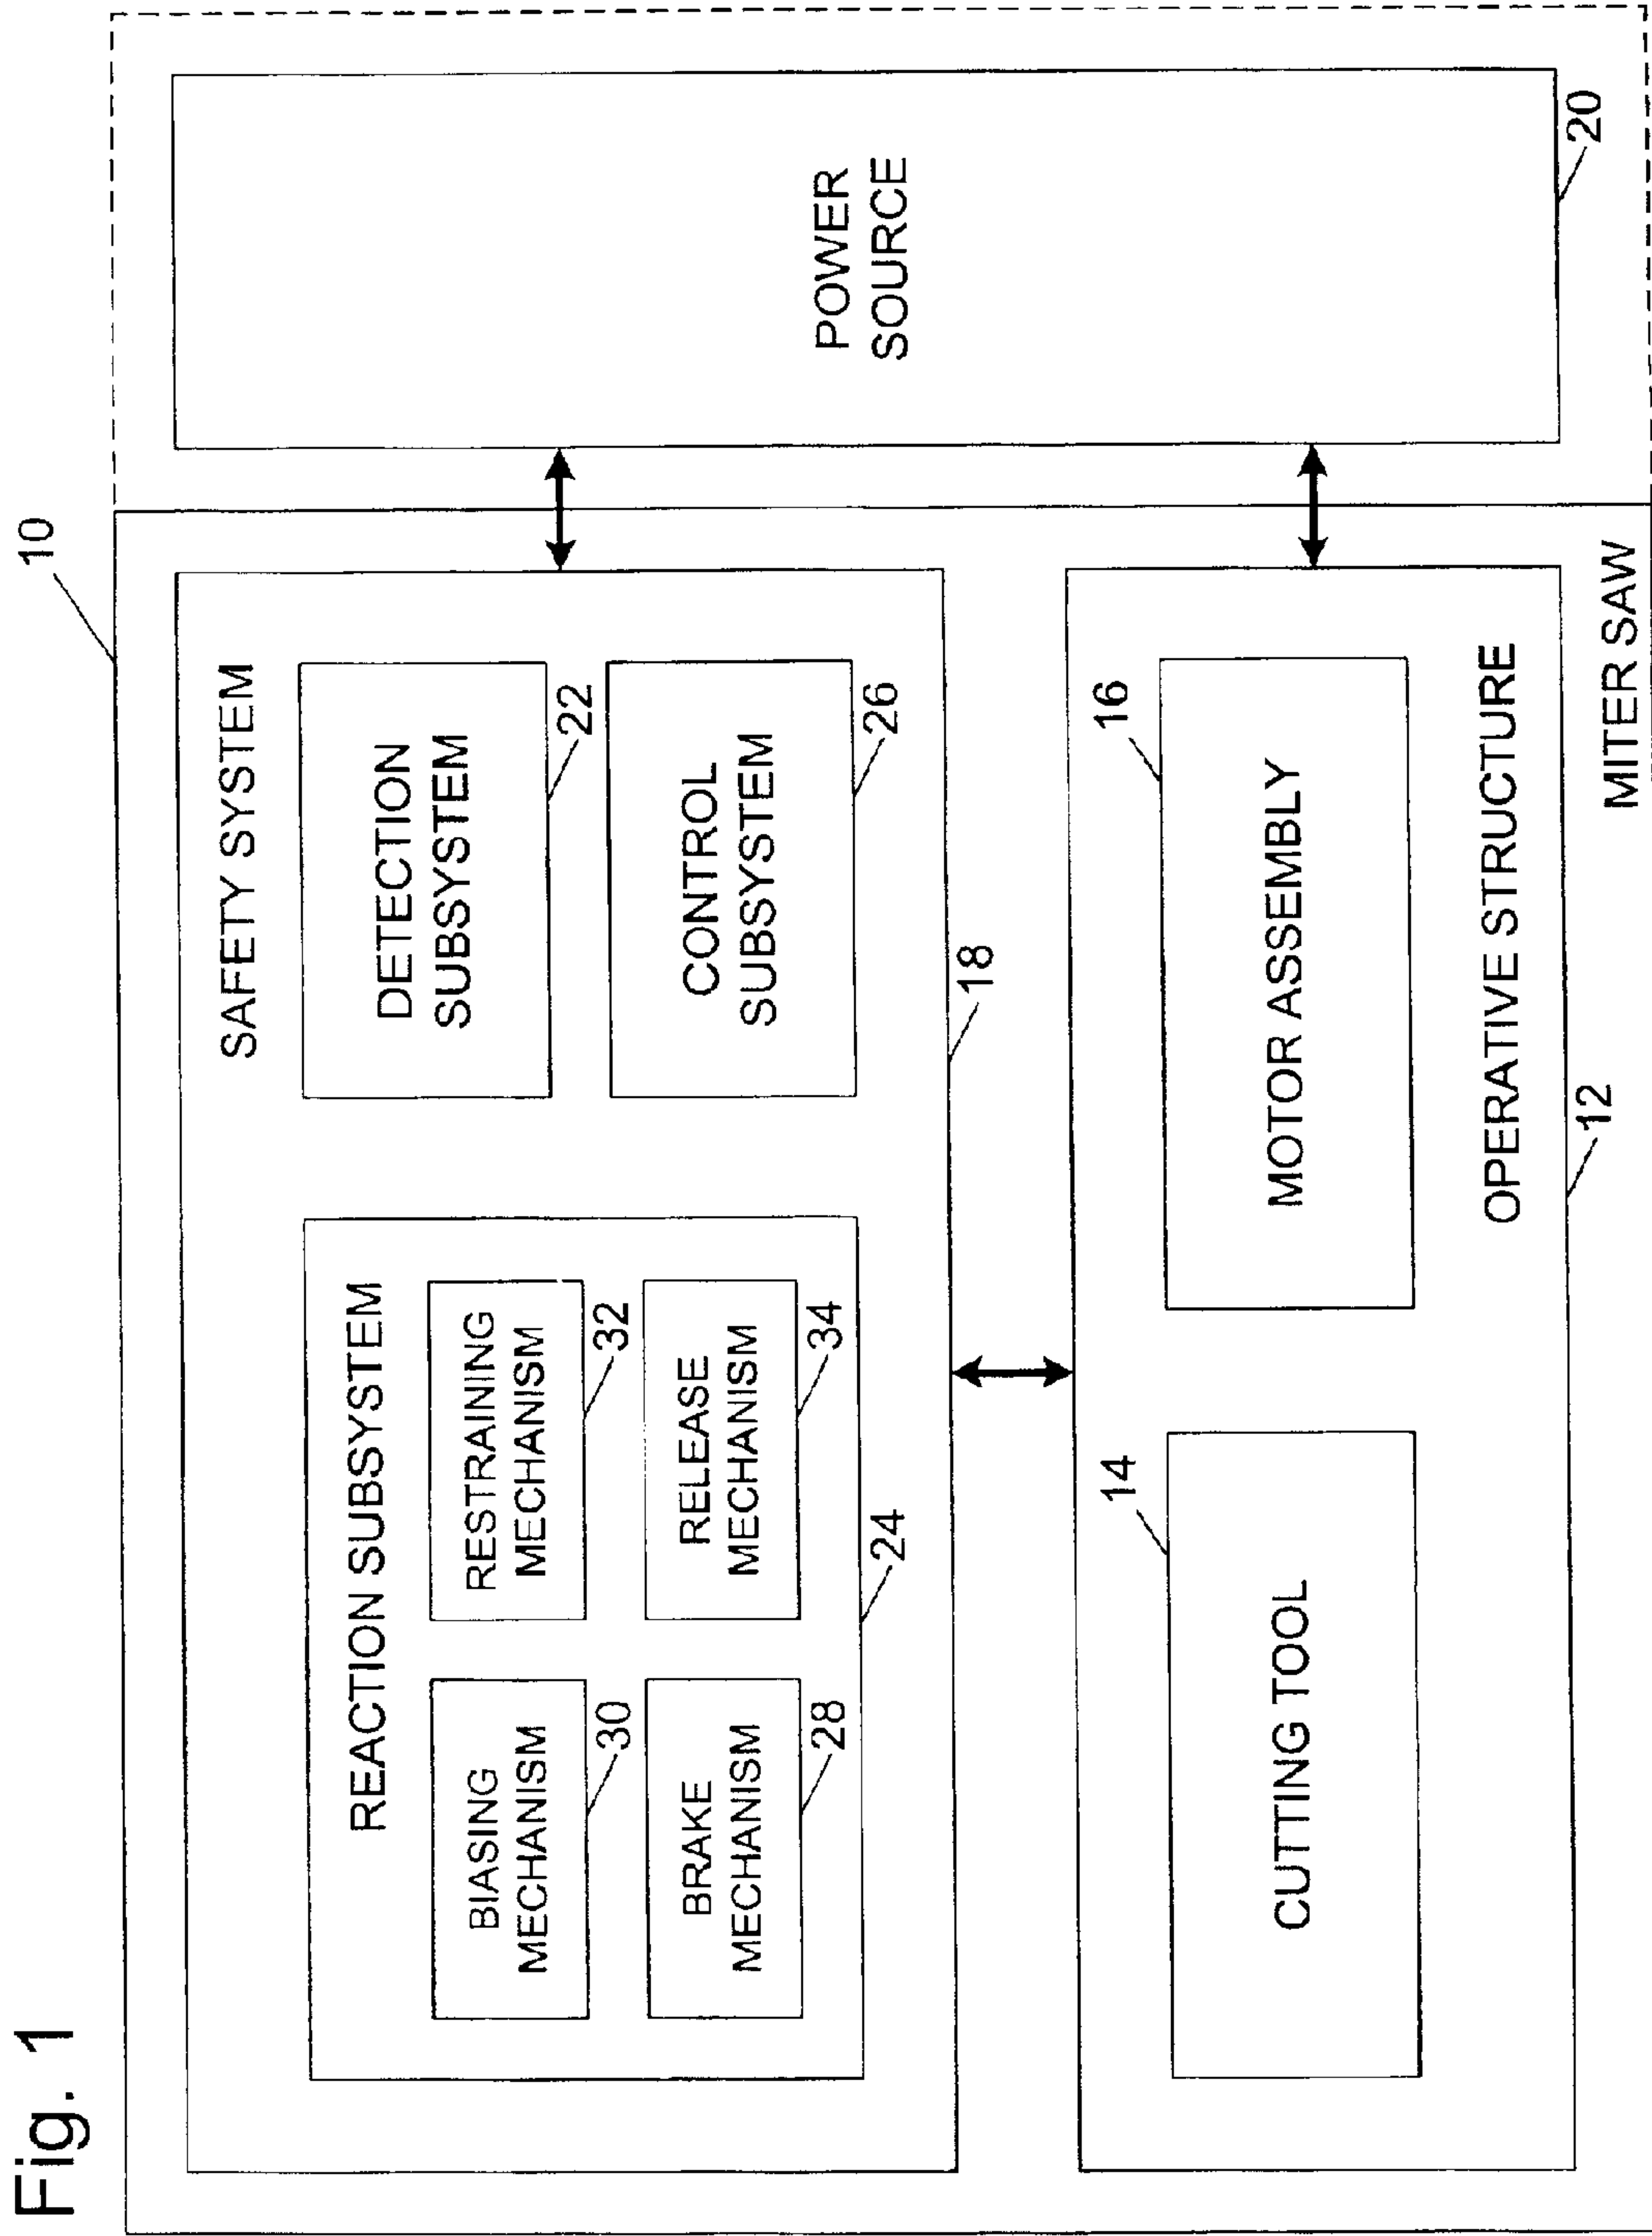 Fig. 1
10
SAFETY SYSTEM
REACTION SUBSYSTEM
BIASING
MECHANISM
30
RESTRAINING
MECHANISM
32
BRAKE
MECHANISM
28
RELEASE
MECHANISM
34
24
DETECTION
SUBSYSTEM
22
CONTROL
SUBSYSTEM
26
18
CUTTING TOOL
14
MOTOR ASSEMBLY
16
OPERATIVE STRUCTURE
12
MITER SAW
POWER
SOURCE
20